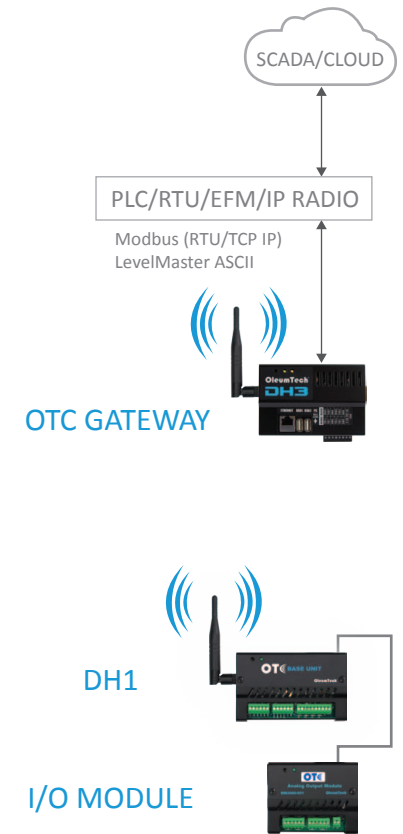 SCADA/CLOUD
PLC/RTU/EFM/IP RADIO
Modbus (RTU/TCP IP)
LevelMaster ASCII
OleumTech
DH3
OTC GATEWAY
OTC BASE UNIT
OleumTech
DH1
OTC
Analog Output Module
I/O MODULE